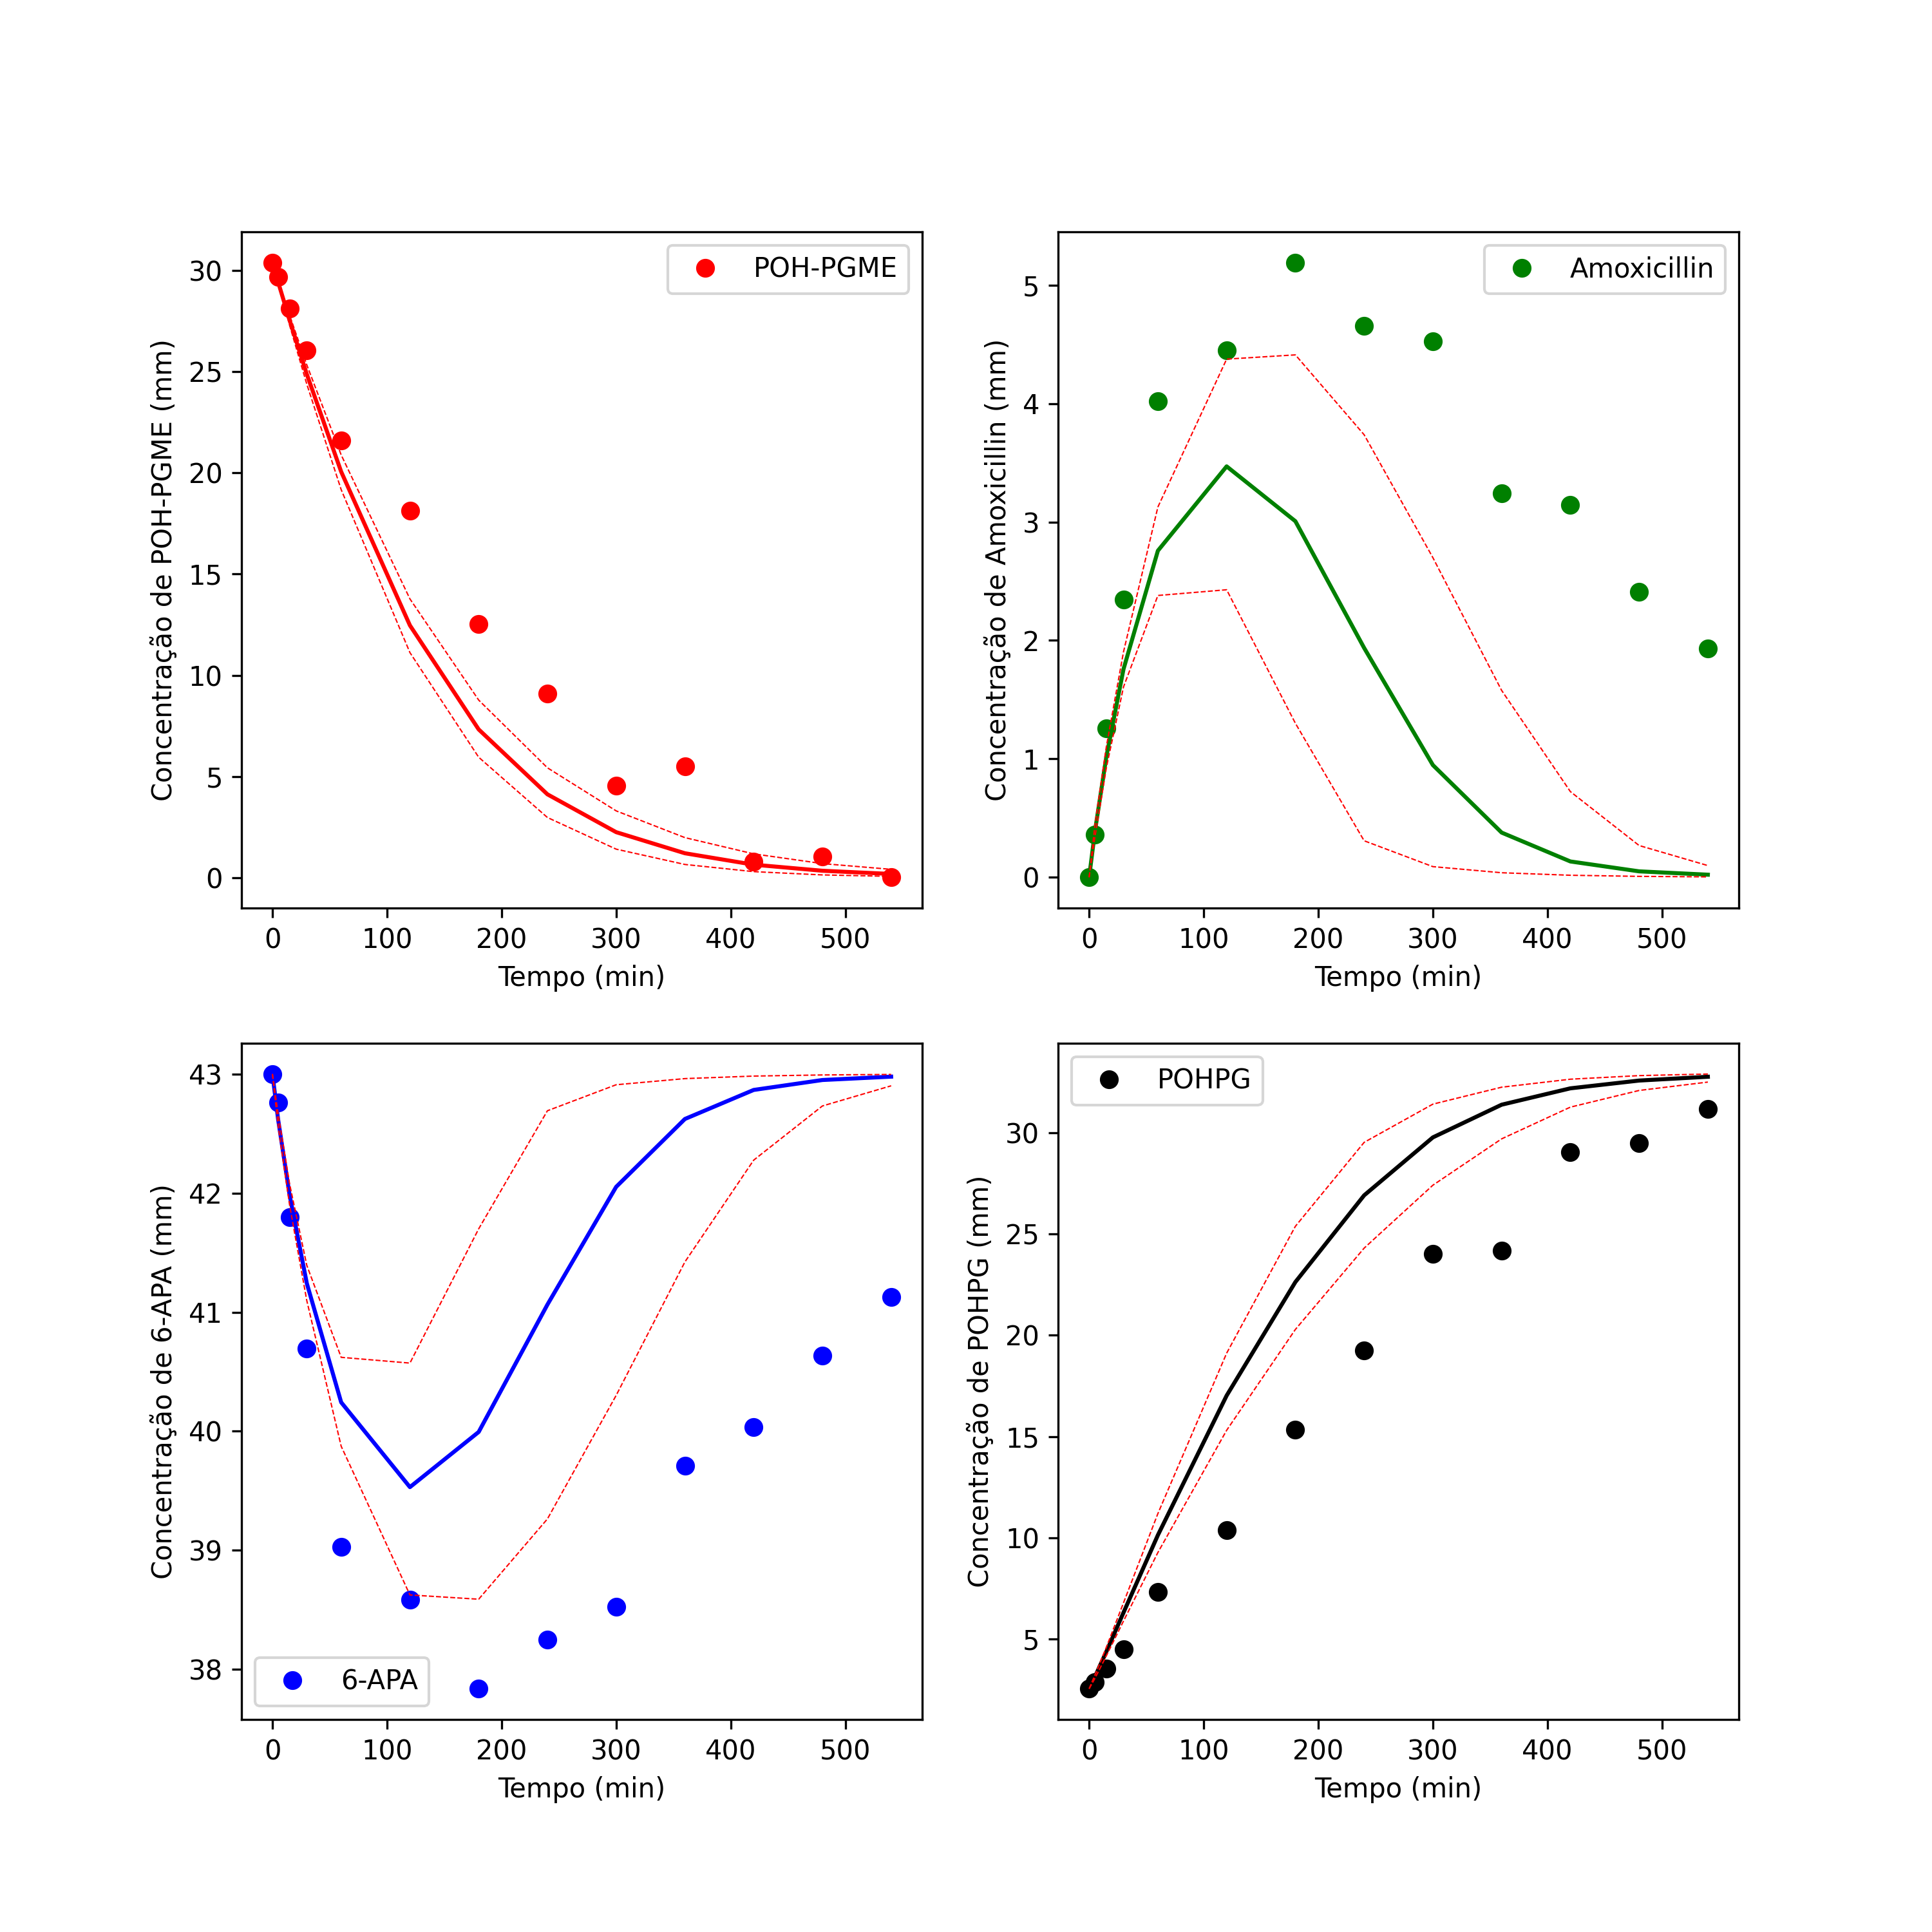 POH-PGME
Concentração de POH-PGME (mm)
30
25
20
15
10
5
0
0 100 200 300 400 500
Tempo (min)
Amoxicillin
Concentração de Amoxicillin (mm)
5
4
3
2
1
0
0 100 200 300 400 500
Tempo (min)
6-APA
Concentração de 6-APA (mm)
43
42
41
40
39
38
0 100 200 300 400 500
Tempo (min)
POHPG
Concentração de POHPG (mm)
30
25
20
15
10
5
0 100 200 300 400 500
Tempo (min)